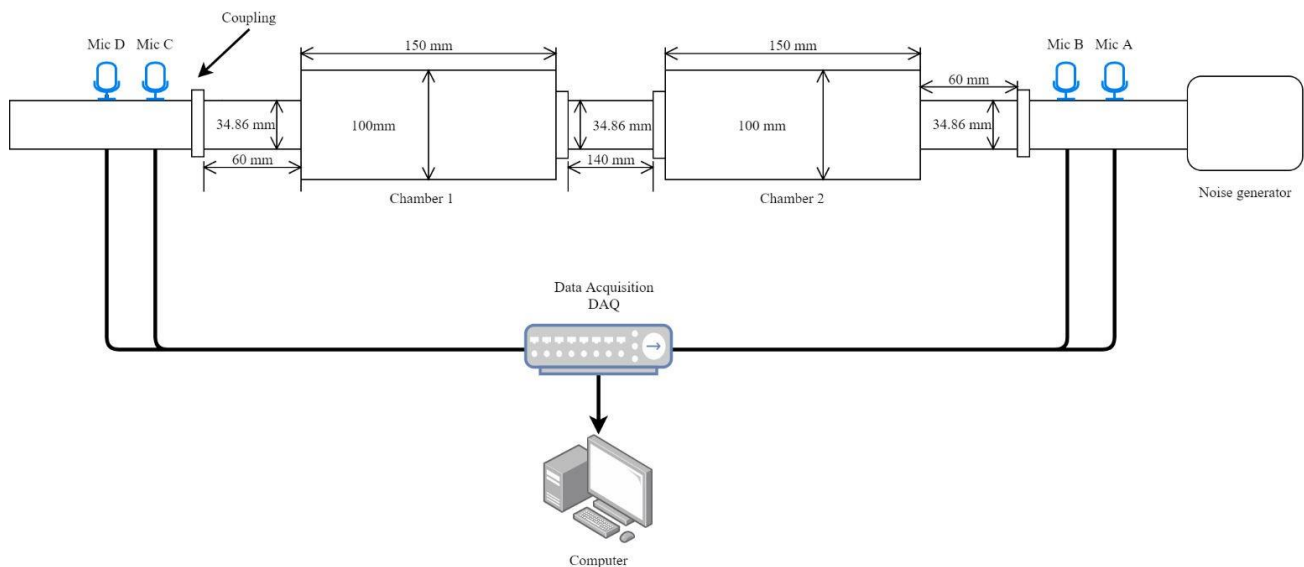 Coupling
Mic D
Mic C
150 mm
150 mm
Mic B
Mic A
60 mm
34.86 mm
100mm
34.86 mm
100 mm
34.86 mm
60 mm
140 mm
Chamber 1
Chamber 2
Noise generator
Data Acquisition
DAQ
Computer